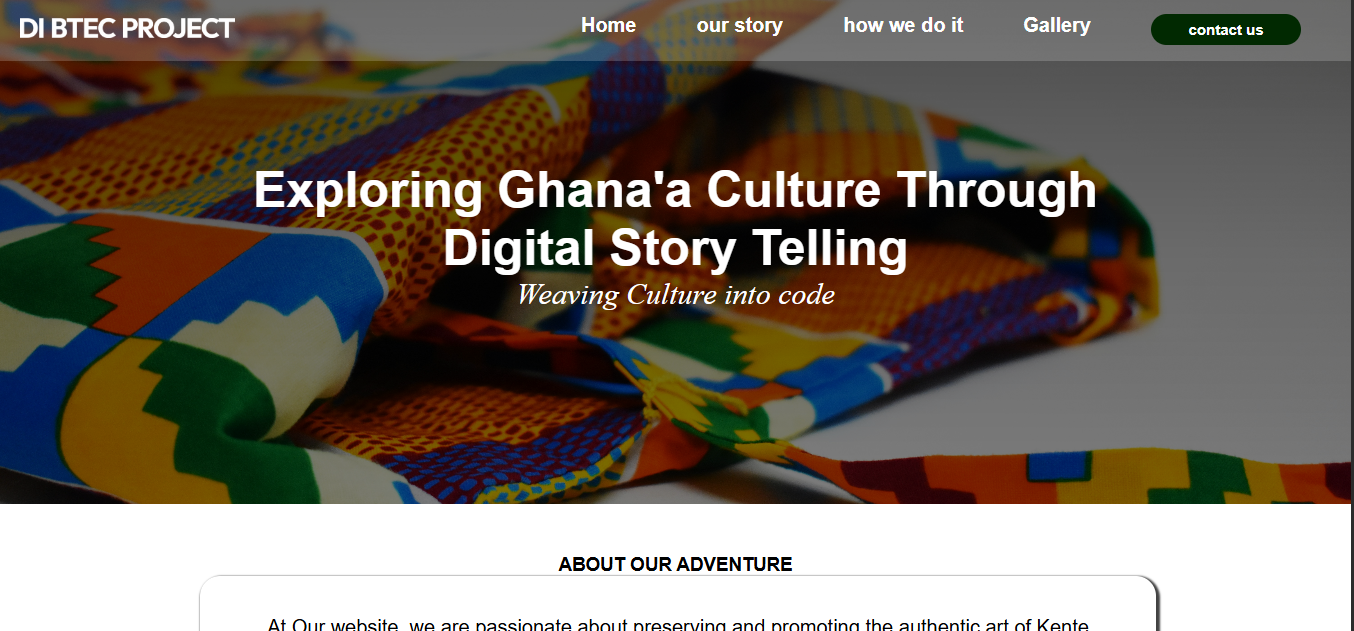 DI BTEC PROJECT
Home our story how we do it Gallery contact us
Exploring Ghana'a Culture Through
Digital Story Telling
Weaving Culture into code
ABOUT OUR ADVENTURE
At Our website, we are passionate about preserving and promoting the authentic art of Kente